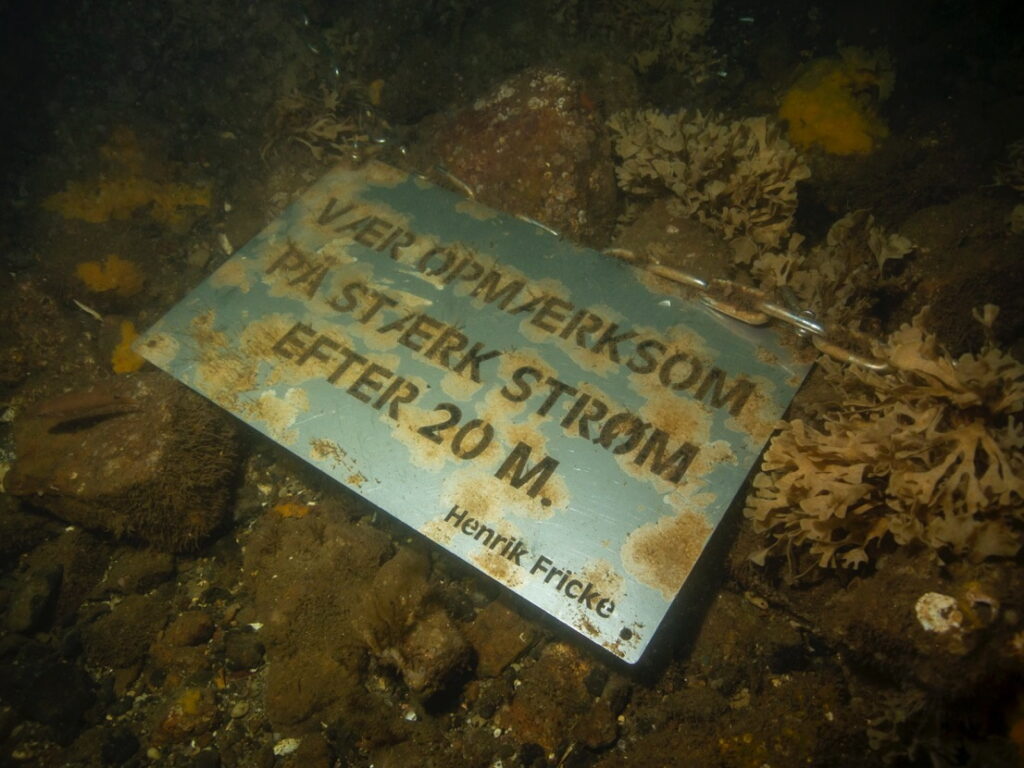 VÆR OPMÆRKSOM
PÅ STÆRK STRØM
EFTER 20 M.
Henrik Fricke